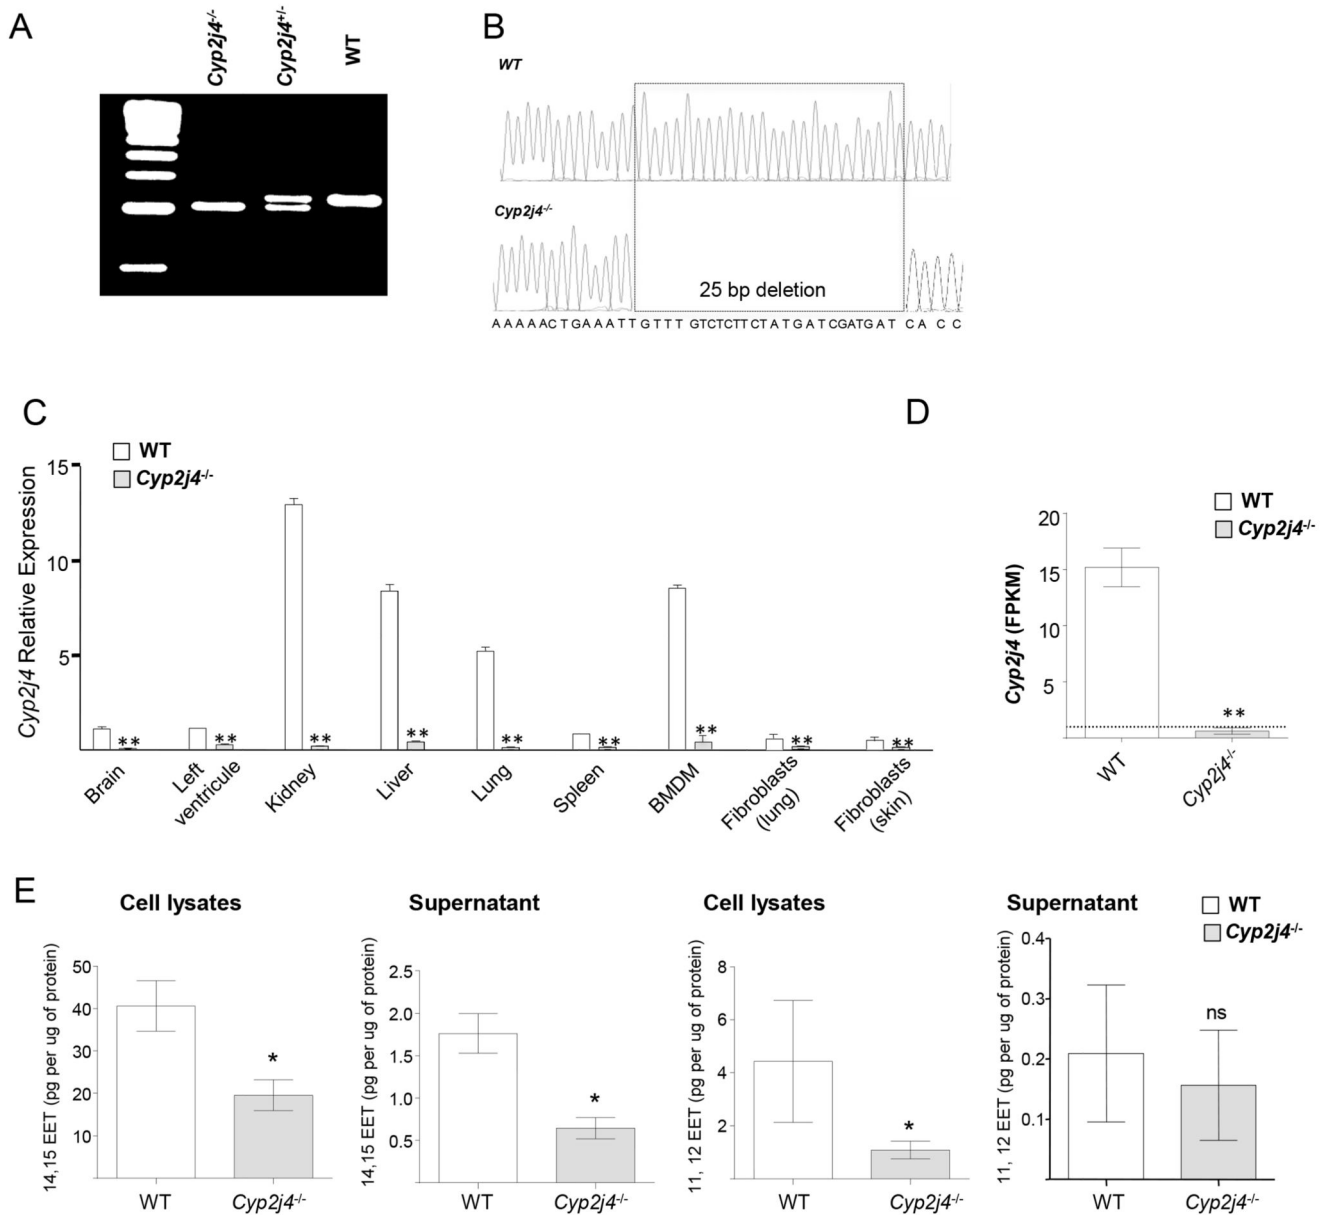 A
Cyp2j4-/-
Cyp2j4+/-
WT
B
WT
Cyp2j4-/-
25 bp deletion
A A A A A C T G A A A T T G T T T G T C T C T T C T A T G A T C G A T G A T C A C C
C
WT
Cyp2j4-/-
15
10
5
Cyp2j4 Relative Expression
**
**
**
**
**
**
**
**
**
Brain
Left
ventricule
Kidney
Liver
Lung
Spleen
BMDM
Fibroblasts
(lung)
Fibroblasts
(skin)
D
WT
Cyp2j4-/-
20
15
10
5
Cyp2j4 (FPKM)
**
WT
Cyp2j4-/-
E
Cell lysates
50
40
30
20
10
14,15 EET (pg per ug of protein)
*
WT
Cyp2j4-/-
Supernatant
2.5
2.0
1.5
1.0
0.5
14,15 EET (pg per ug of protein)
*
WT
Cyp2j4-/-
Cell lysates
8
6
4
2
11, 12 EET (pg per ug of protein)
*
WT
Cyp2j4-/-
Supernatant
WT
Cyp2j4-/-
0.4
0.3
0.2
0.1
11, 12 EET (pg per ug of protein)
ns
WT
Cyp2j4-/-